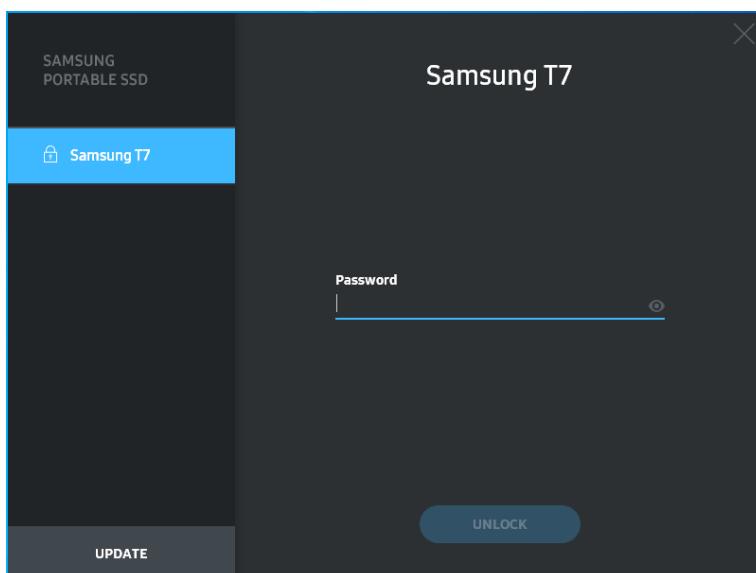 SAMSUNG
PORTABLE SSD
Samsung T7
UPDATE
Samsung T7
Password
UNLOCK